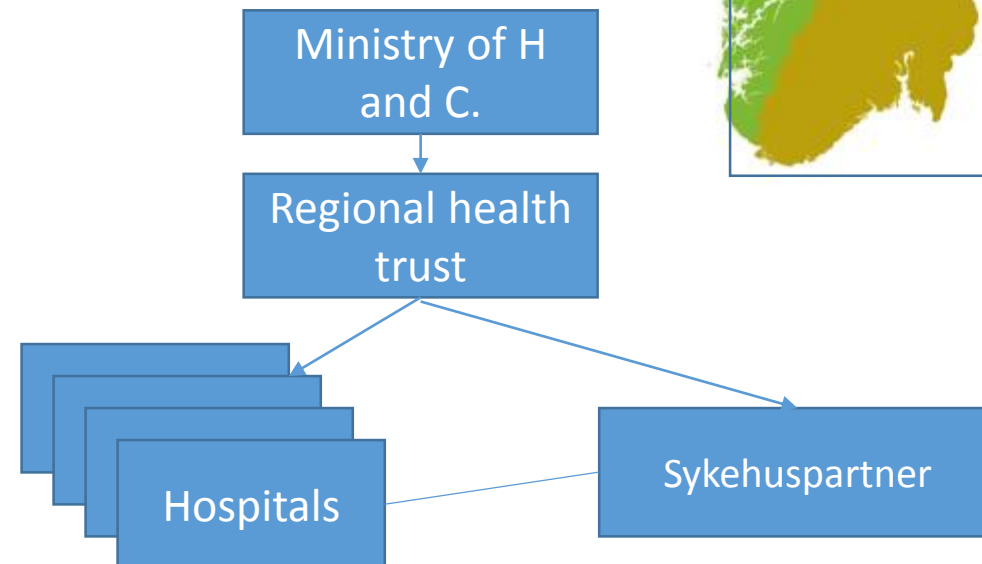 Ministry of H
and C.
Regional health
trust
Hospitals
Sykehuspartner